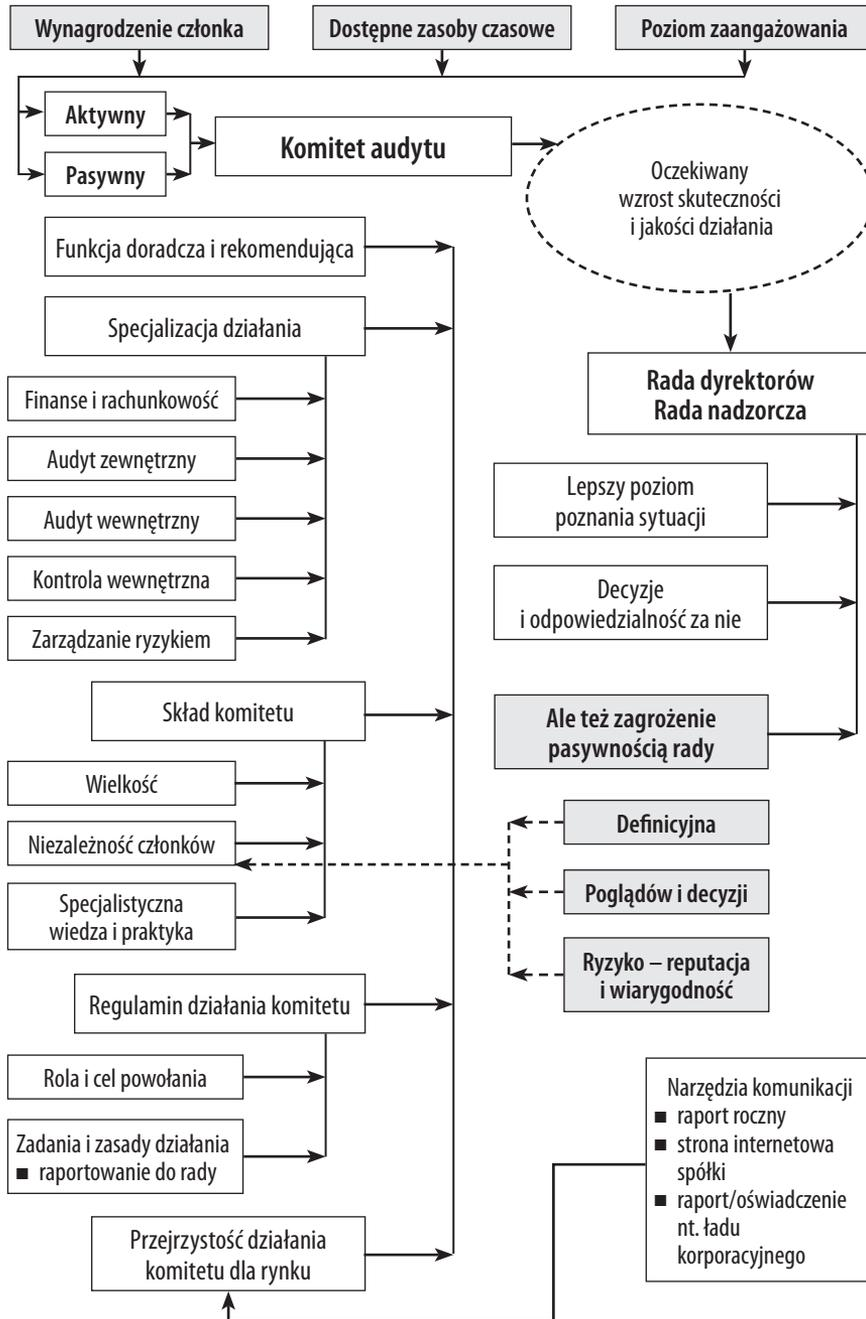 Wynagrodzenie członka
Dostępne zasoby czasowe
Poziom zaangażowania
Aktywny
Pasywny
Komitet audytu
Oczekiwany
wzrost skuteczności
i jakości działania
Funkcja doradcza i rekomendująca
Specjalizacja działania
Finanse i rachunkowość
Audyt zewnętrzny
Audyt wewnętrzny
Kontrola wewnętrzna
Zarządzanie ryzykiem
Rada dyrektorów
Rada nadzorcza
Lepszy poziom
poznania sytuacji
Decyzje
i odpowiedzialność za nie
Ale też zagrożenie
pasywnością rady
Skład komitetu
Wielkość
Niezależność członków
Specjalistyczna
wiedza i praktyka
Definicyjna
Poglądów i decyzji
Ryzyko – reputacja
i wiarygodność
Regulamin działania komitetu
Rola i cel powołania
Zadania i zasady działania
■ raportowanie do rady
Przejrzystość działania
komitetu dla rynku
Narzędzia komunikacji
■ raport roczny
■ strona internetowa
spółki
■ raport/oświadczenie
nt. ładu
korporacyjnego